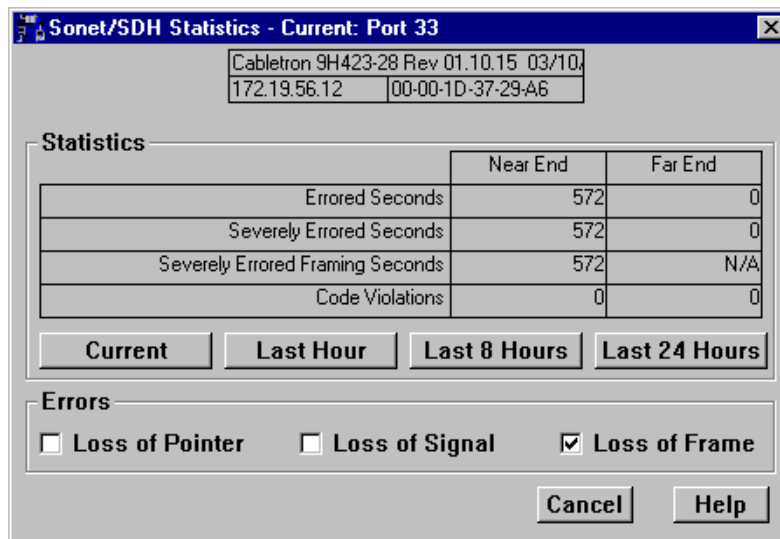 Sonet/SDH Statistics - Current: Port 33
Cabletron 9H423-28 Rev 01.10.15 03/10/
172.19.56.12 00-00-1D-37-29-A6
Statistics
Near End Far End
Errored Seconds 572 0
Severely Errored Seconds 572 0
Severely Errored Framing Seconds 572 N/A
Code Violations 0 0
Current Last Hour Last 8 Hours Last 24 Hours
Errors
Loss of Pointer Loss of Signal Loss of Frame
Cancel Help